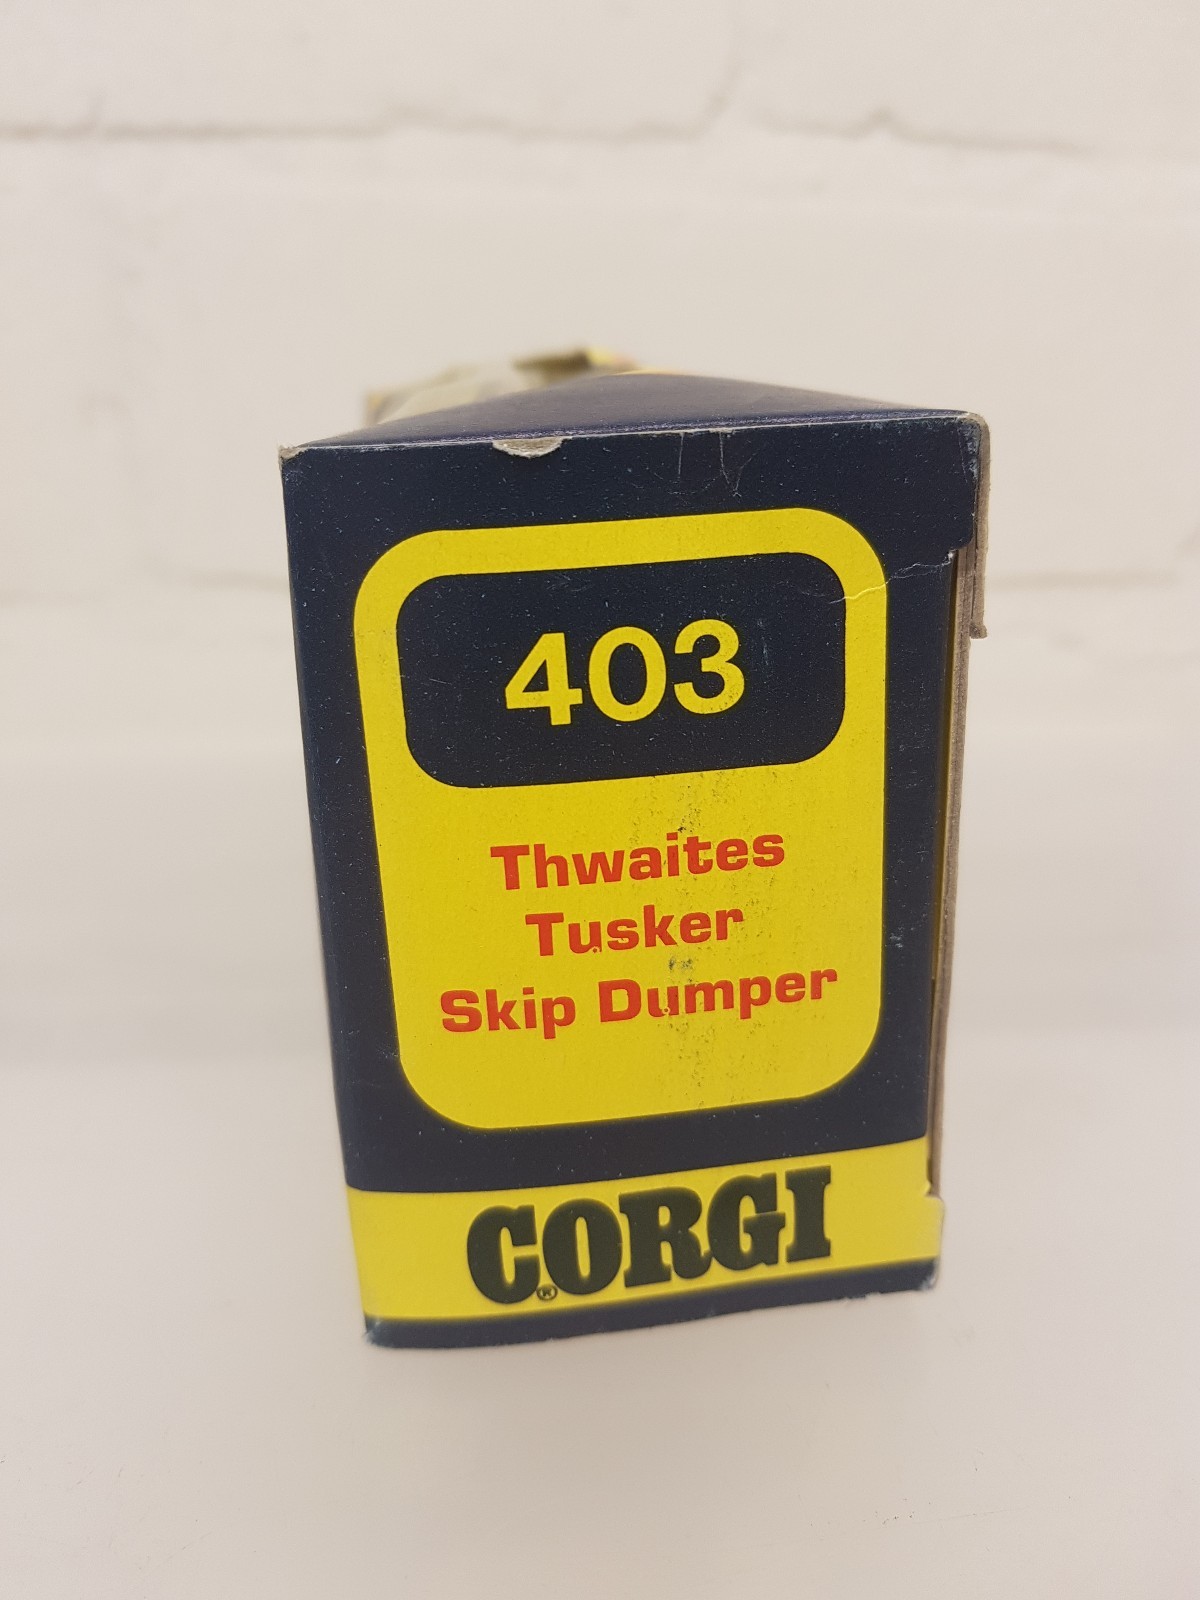 403
Thwaites
Tusker
Skip Dumper
CORGI
®